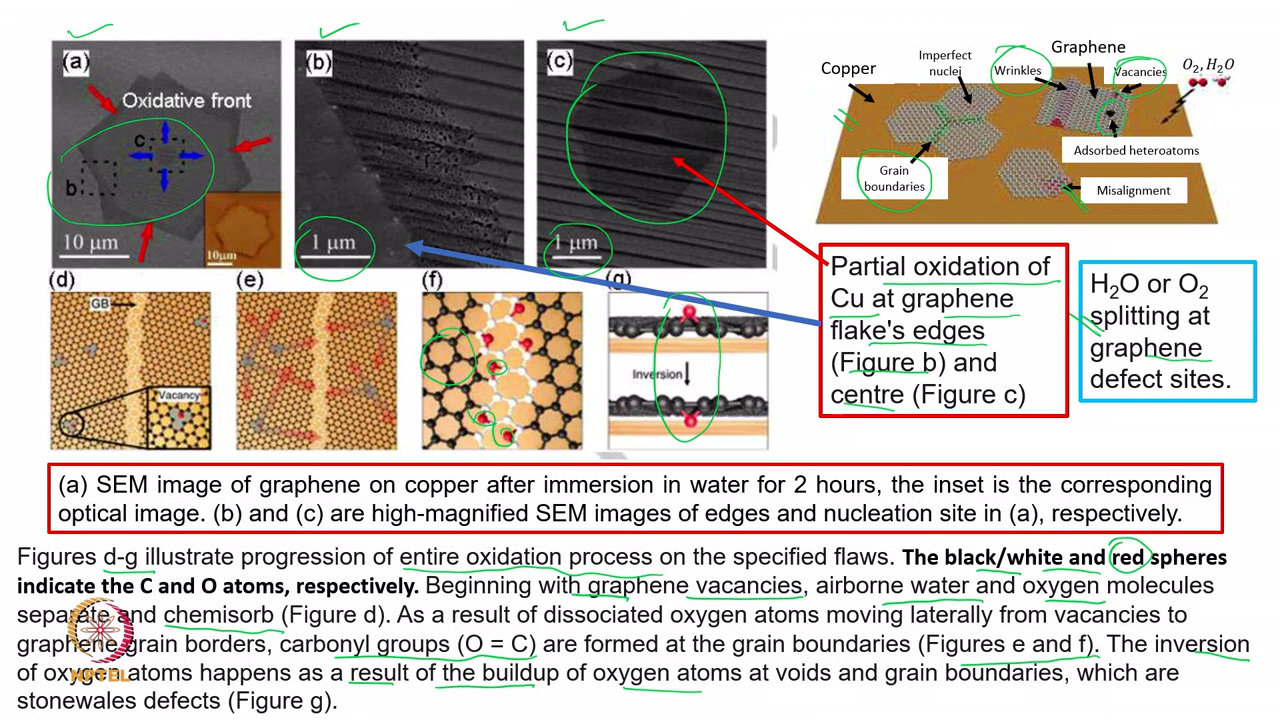 (a)
(b)
(c)
Oxidative front
c
b
10 μm
10μm
1 μm
1 μm
Copper
Imperfect
nuclei
Wrinkles
Graphene
Vacancies
O₂,H₂O
Grain
boundaries
Adsorbed heteroatoms
Misalignment
(d)
(e)
(f)
(g)
GB
Vacancy
Inversion
Partial oxidation of
Cu at graphene
flake's edges
(Figure b) and
centre (Figure c)
H₂O or O₂
splitting at
graphene
defect sites.
(a) SEM image of graphene on copper after immersion in water for 2 hours, the inset is the corresponding
optical image. (b) and (c) are high-magnified SEM images of edges and nucleation site in (a), respectively.
Figures d-g illustrate progression of entire oxidation process on the specified flaws. The black/white and red spheres
indicate the C and O atoms, respectively. Beginning with graphene vacancies, airborne water and oxygen molecules
separate and chemisorb (Figure d). As a result of dissociated oxygen atoms moving laterally from vacancies to
graphene grain borders, carbonyl groups (O = C) are formed at the grain boundaries (Figures e and f). The inversion
of oxygen atoms happens as a result of the buildup of oxygen atoms at voids and grain boundaries, which are
stonewales defects (Figure g).
NPTEL